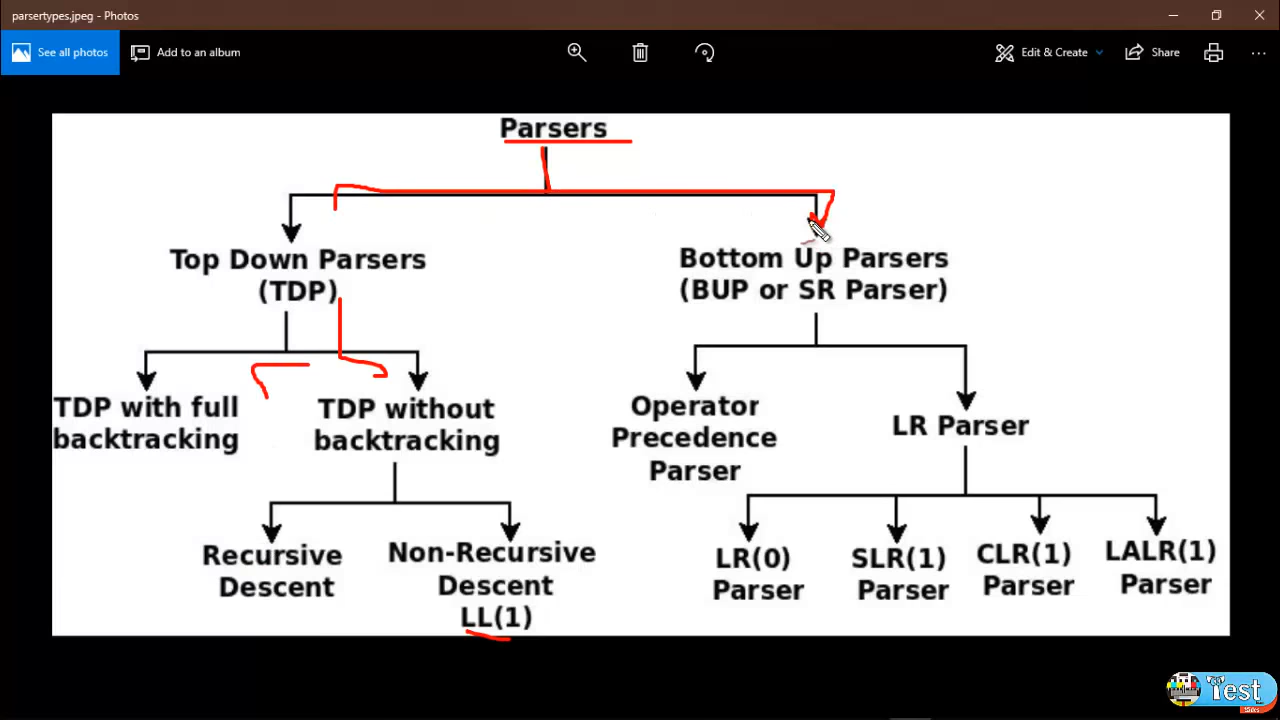 parsertypes.jpeg - Photos
See all photos
Add to an album
Edit & Create
Share
Parsers
Top Down Parsers
(TDP)
Bottom Up Parsers
(BUP or SR Parser)
TDP with full
backtracking
TDP without
backtracking
Operator
Precedence
Parser
LR Parser
Recursive
Descent
Non-Recursive
Descent
LL(1)
LR(0)
Parser
SLR(1)
Parser
CLR(1)
Parser
LALR(1)
Parser
Test